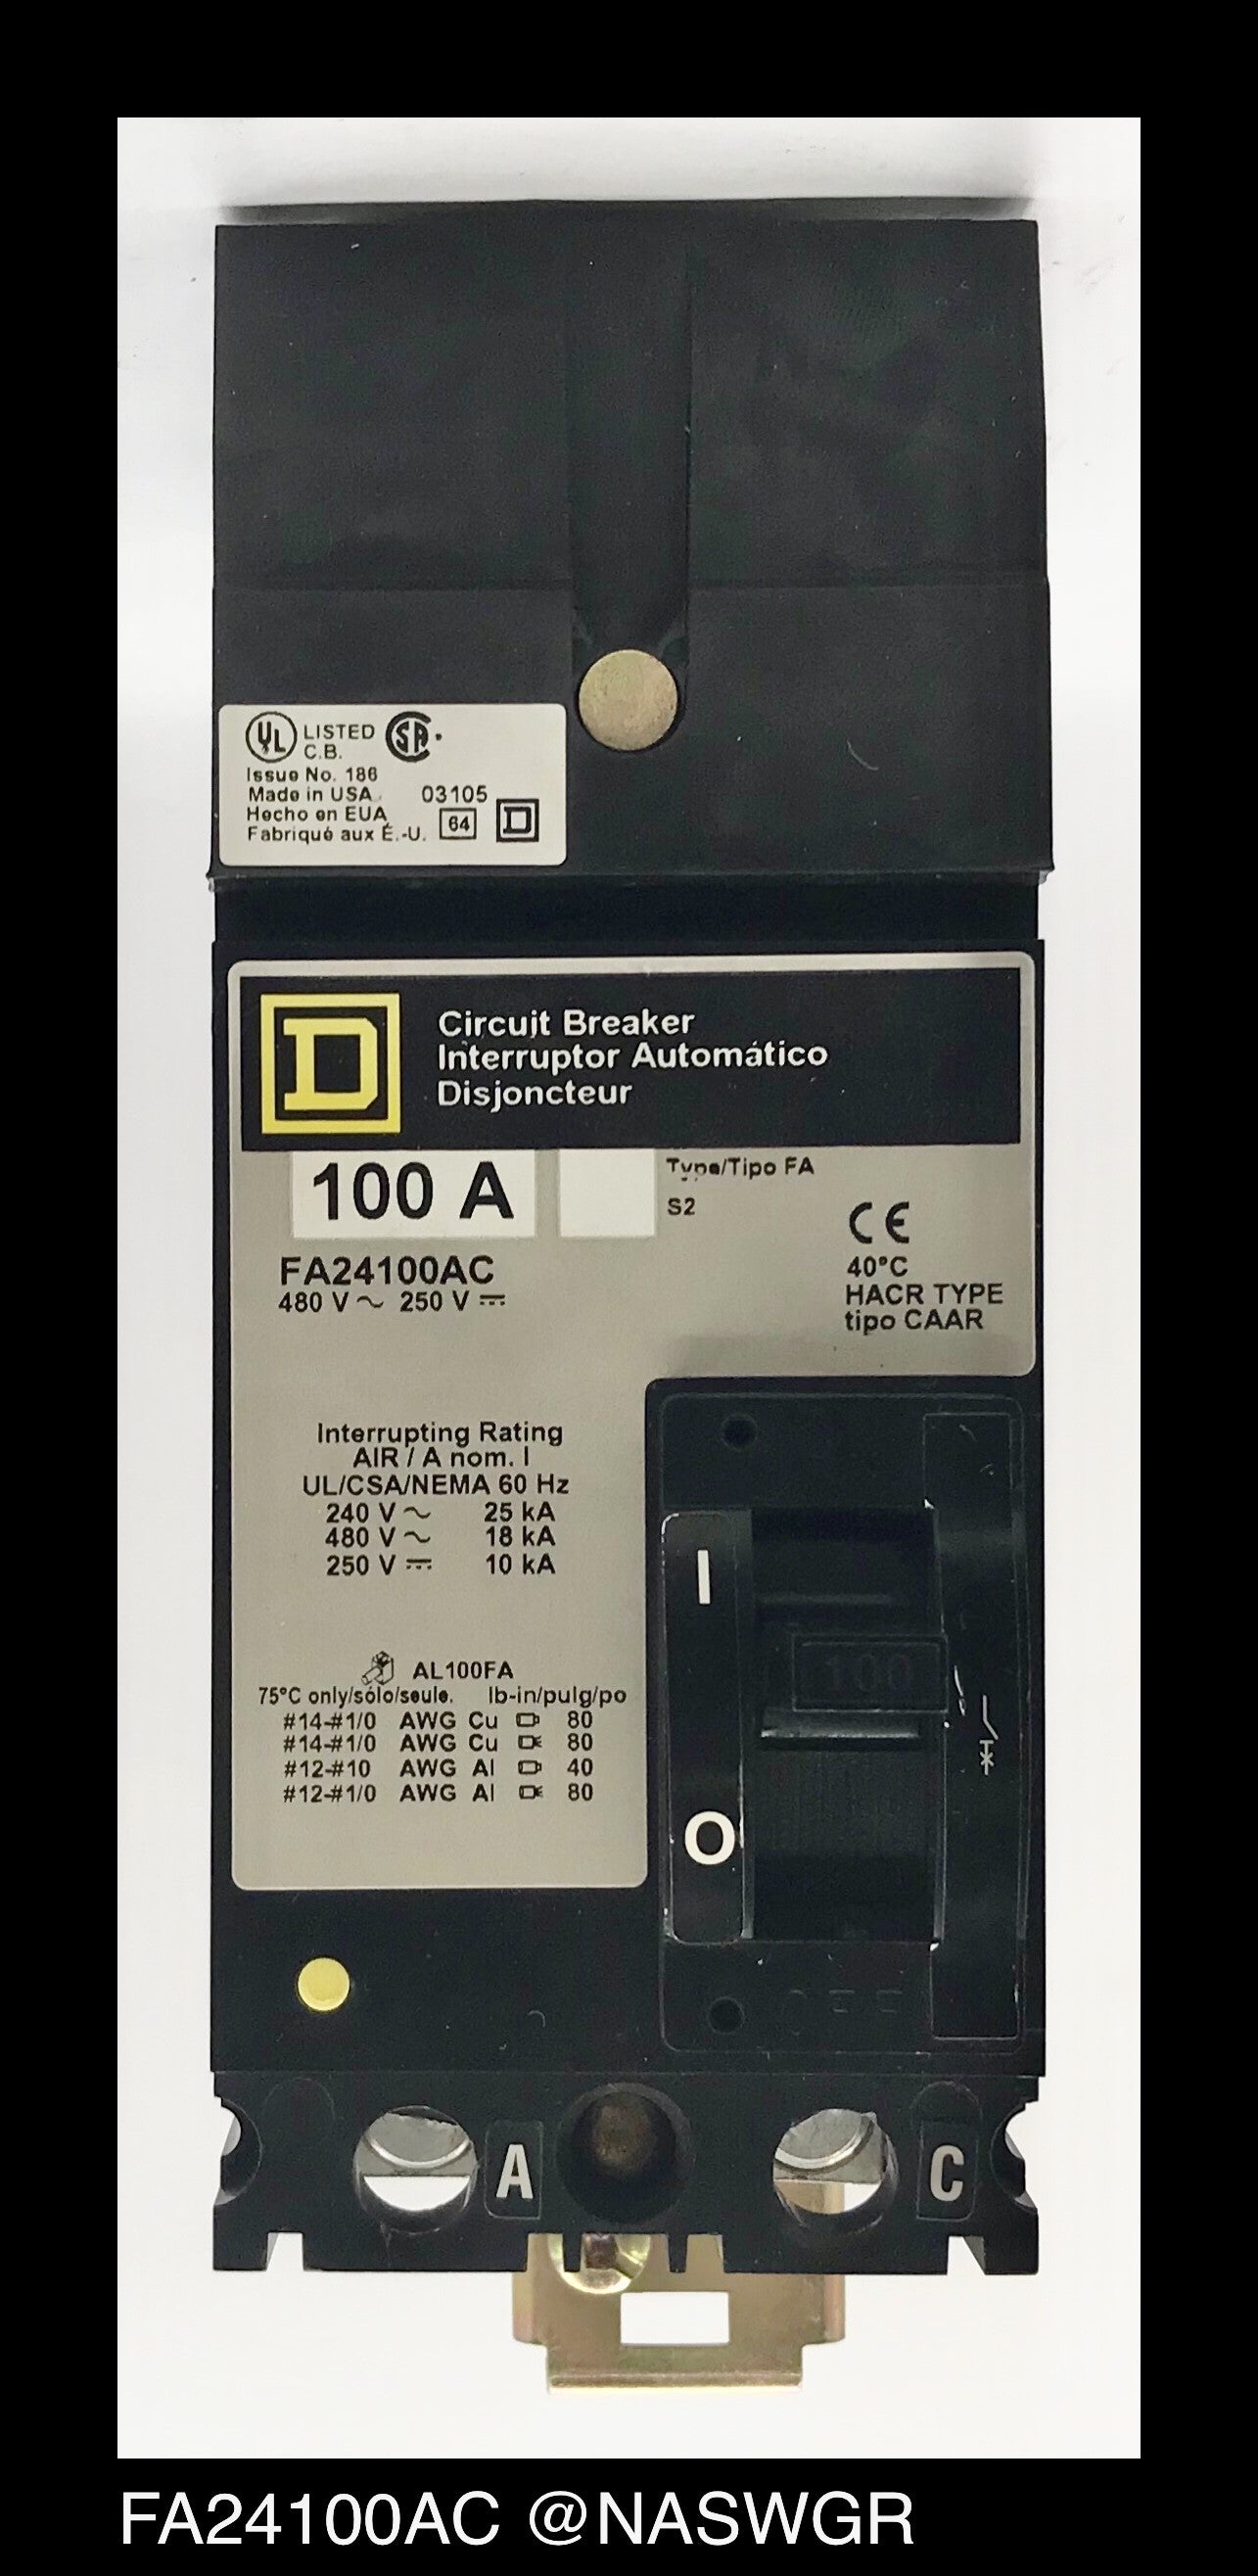 UL LISTED SA
C.B.
Issue No. 186
Made in USA 03105
Hecho en EUA
Fabriqué aux É.-U. 64 D
D
Circuit Breaker
Interruptor Automático
Disjoncteur
100 A
Type/Tipo FA
S2
CE
FA24100AC
480 V ~ 250 V ⎓
40°C
HACR TYPE
tipo CAAR
Interrupting Rating
AIR / A nom. I
UL/CSA/NEMA 60 Hz
240 V ~ 25 kA
480 V ~ 18 kA
250 V ⎓ 10 kA
AL100FA
75°C only/sólo/seule. lb-in/pulg/po
#14-#1/0 AWG Cu 80
#14-#1/0 AWG Cu 80
#12-#10 AWG Al 40
#12-#1/0 AWG Al 80
I
100
O
OFF
A
C
FA24100AC @NASWGR